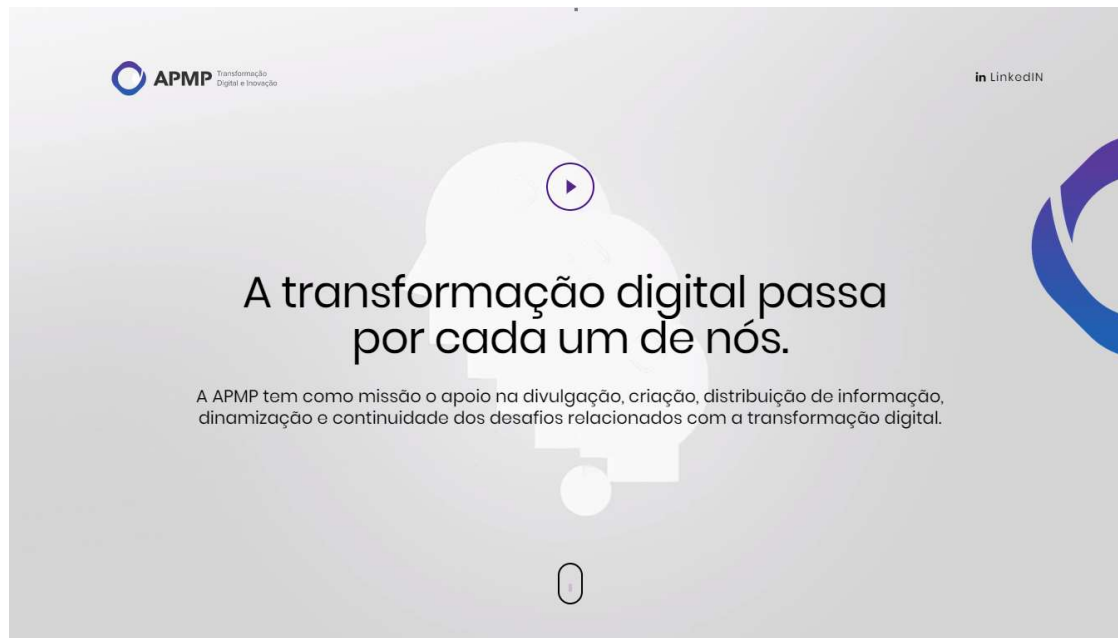 APMP
Transformação
Digital e Inovação
in LinkedIN
A transformação digital passa
por cada um de nós.
A APMP tem como missão o apoio na divulgação, criação, distribuição de informação,
dinamização e continuidade dos desafios relacionados com a transformação digital.